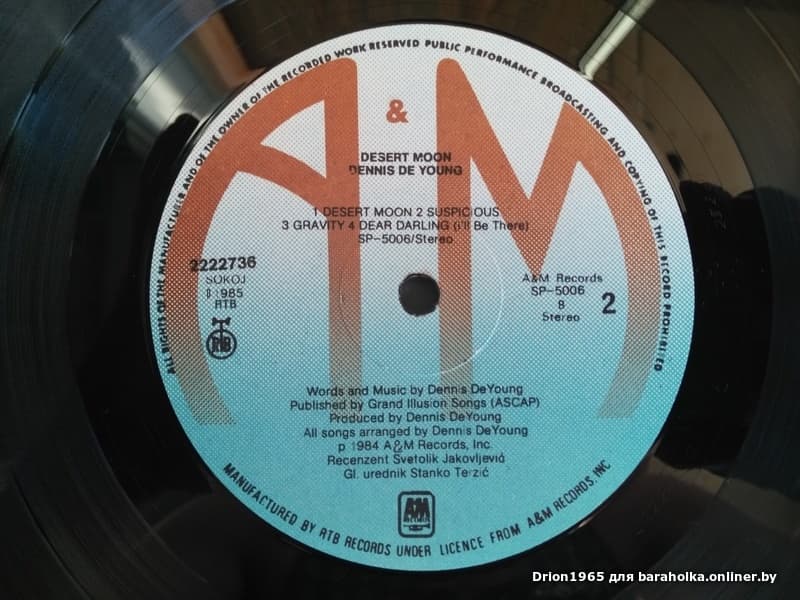 ALL RIGHTS OF THE MANUFACTURER AND OF THE OWNER OF THE RECORDED WORK RESERVED PUBLIC PERFORMANCE BROADCASTING AND COPYING OF THIS RECORD PROHIBITED
A & M
DESERT MOON
DENNIS DE YOUNG
1 DESERT MOON 2 SUSPICIOUS
3 GRAVITY 4 DEAR DARLING (i'll Be There)
SP-5006/Stereo
2222736
SOKOJ
p 1985
RTB
RTB
A&M Records
SP-5006
B
Stereo
2
Words and Music by Dennis DeYoung
Published by Grand Illusion Songs (ASCAP)
Produced by Dennis DeYoung
All songs arranged by Dennis DeYoung
p 1984 A&M Records, Inc.
Recenzent Svetolik Jakovljević
Gl. urednik Stanko Terzić
A&M
RECORDS
MANUFACTURED BY RTB RECORDS UNDER LICENCE FROM A&M RECORDS, INC
Drion1965 для baraholka.onliner.by